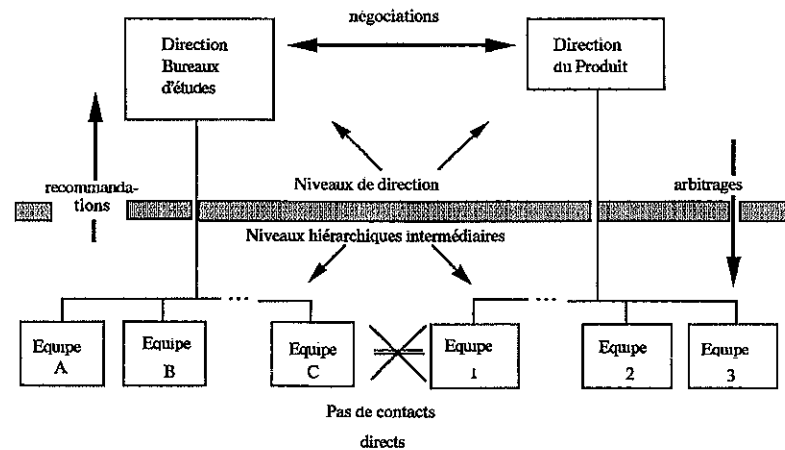 négociations
Direction
Bureaux
d'études
Direction
du Produit
recommanda-
tions
Niveaux de direction
arbitrages
Niveaux hiérarchiques intermédiaires
...
...
Equipe
A
Equipe
B
Equipe
C
Equipe
1
Equipe
2
Equipe
3
Pas de contacts
directs